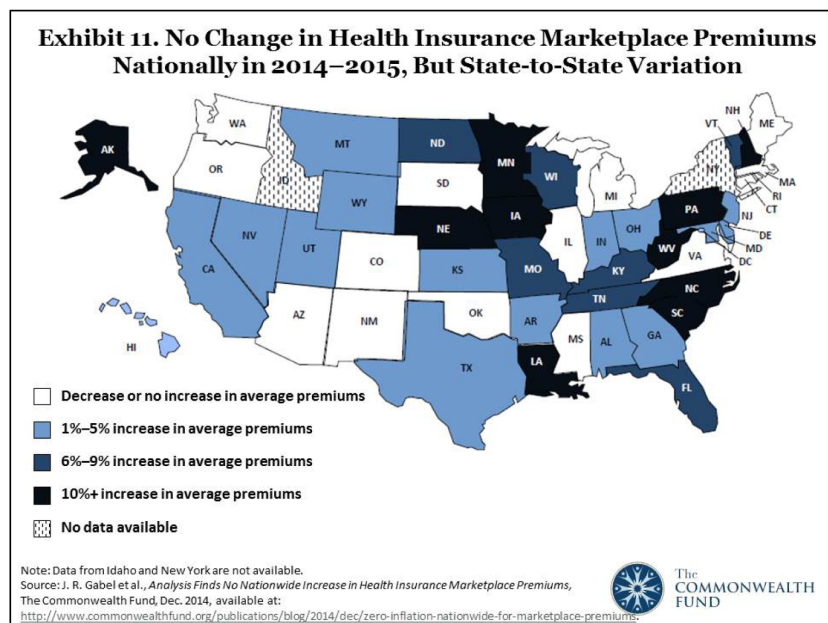 Exhibit 11. No Change in Health Insurance Marketplace Premiums
Nationally in 2014–2015, But State-to-State Variation
WA
MT
ND
MN
VT
NH
ME
AK
OR
ID
SD
WI
NY
MA
RI
CT
MI
WY
NJ
PA
IA
NE
DE
MD
DC
OH
IN
IL
NV
UT
CA
CO
KS
MO
WV
VA
KY
NC
TN
SC
AZ
NM
OK
AR
MS
AL
GA
HI
TX
LA
FL
Decrease or no increase in average premiums
1%–5% increase in average premiums
6%–9% increase in average premiums
10%+ increase in average premiums
No data available
Note: Data from Idaho and New York are not available.
Source: J. R. Gabel et al., Analysis Finds No Nationwide Increase in Health Insurance Marketplace Premiums,
The Commonwealth Fund, Dec. 2014, available at:
http://www.commonwealthfund.org/publications/blog/2014/dec/zero-inflation-nationwide-for-marketplace-premiums.
The
COMMONWEALTH
FUND